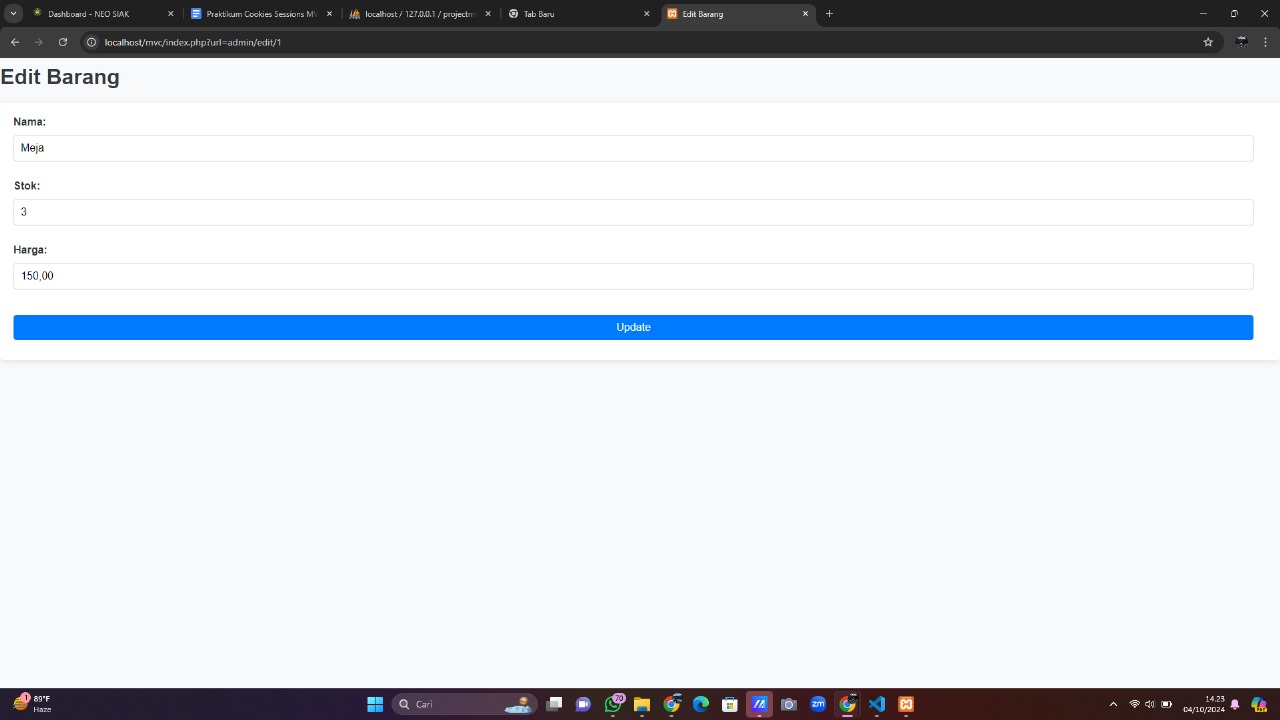 Dashboard - NEO SIAK
Praktikum Cookies Sessions MV
localhost / 127.0.0.1 / projectm
Tab Baru
Edit Barang
localhost/mvc/index.php?url=admin/edit/1
Edit Barang
Nama:
Meja
Stok:
3
Harga:
150,00
Update
1
89°F
Haze
Cari
70
zm
14.23
04/10/2024